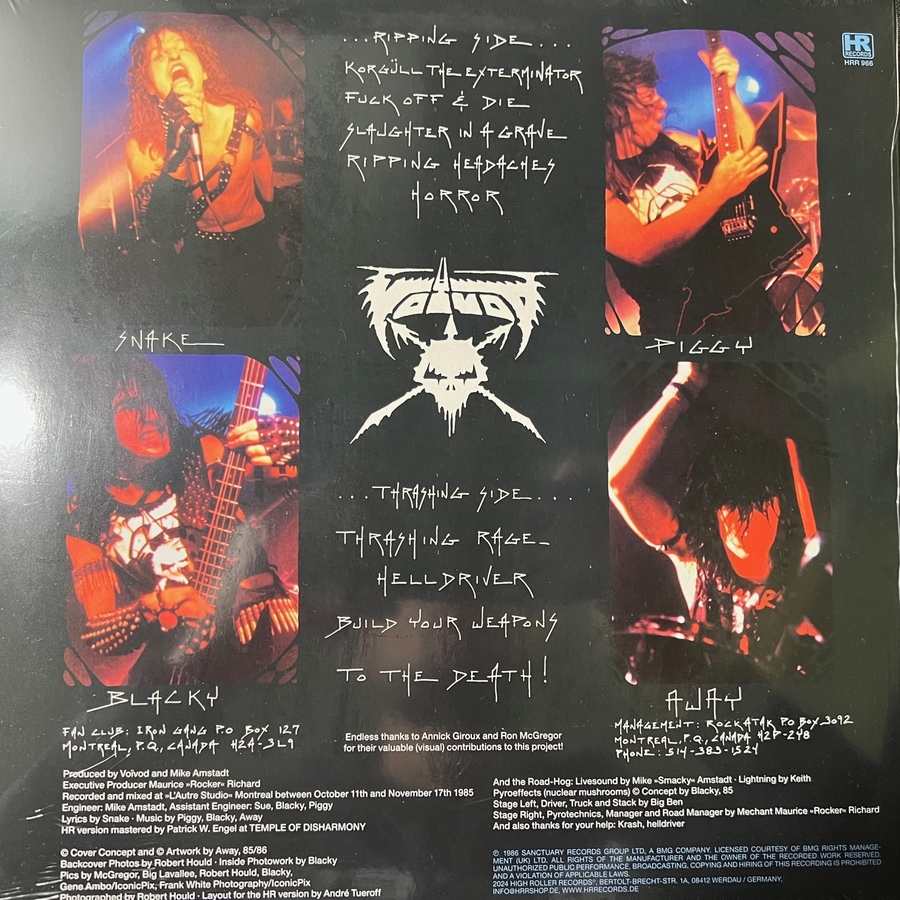 ...RIPPING SIDE...
KORGÜLL THE EXTERMINATOR
FUCK OFF & DIE
SLAUGHTER IN A GRAVE
RIPPING HEADACHES
HORROR
HR
RECORDS
HRR 966
SNAKE
PIGGY
VOIVOD
...THRASHING SIDE...
THRASHING RAGE
HELLDRIVER
BUILD YOUR WEAPONS
TO THE DEATH!
BLACKY
AWAY
FAN CLUB: IRON GANG P.O BOX 127
MONTREAL, P.Q, CANADA H2A-3L9
Endless thanks to Annick Giroux and Ron McGregor
for their valuable (visual) contributions to this project!
MANAGEMENT: ROCKATAK PO BOX 3092
MONTREAL, P.Q. CANADA H2P-2Y8
PHONE: 514-383-1524
Produced by Voïvod and Mike Amstadt
Executive Producer Maurice »Rocker« Richard
Recorded and mixed at »L'Autre Studio« Montreal between October 11th and November 17th 1985
Engineer: Mike Amstadt, Assistant Engineer: Sue, Blacky, Piggy
Lyrics by Snake · Music by Piggy, Blacky, Away
HR version mastered by Patrick W. Engel at TEMPLE OF DISHARMONY
© Cover Concept and © Artwork by Away, 85/86
Backcover Photos by Robert Hould · Inside Photowork by Blacky
Pics by McGregor, Big Lavallee, Robert Hould, Blacky,
Gene Ambo/IconicPix, Frank White Photography/IconicPix
Photographed by Robert Hould · Layout for the HR version by André Tueroff
And the Road-Hog: Livesound by Mike »Smacky« Amstadt · Lightning by Keith
Pyroeffects (nuclear mushrooms) © Concept by Blacky, 85
Stage Left, Driver, Truck and Stack by Big Ben
Stage Right, Pyrotechnics, Manager and Road Manager by Mechant Maurice »Rocker« Richard
And also thanks for your help: Krash, helldriver
℗ 1986 SANCTUARY RECORDS GROUP LTD, A BMG COMPANY. LICENSED COURTESY OF BMG RIGHTS MANAGE-
MENT (UK) LTD. ALL RIGHTS OF THE MANUFACTURER AND THE OWNER OF THE RECORDED WORK RESERVED.
UNAUTHORIZED PUBLIC PERFORMANCE, BROADCASTING, COPYING AND HIRING OF THIS RECORDING IS PROHIBITED
AND A VIOLATION OF APPLICABLE LAWS.
2024 HIGH ROLLER RECORDS, BERTOLT-BRECHT-STR. 1A, 08412 WERDAU / GERMANY,
INFO@HRRSHOP.DE, WWW.HRRECORDS.DE